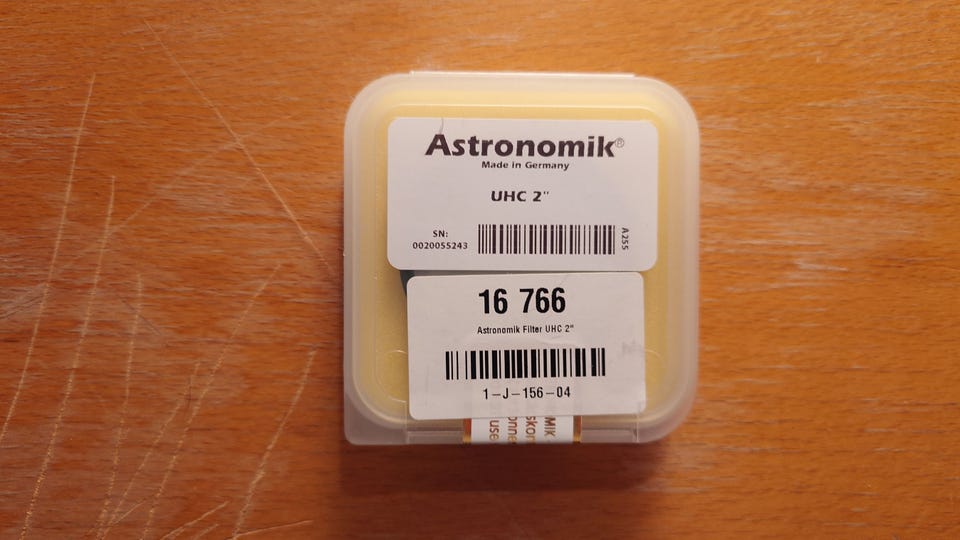 Astronomik®
Made in Germany
UHC 2"
SN:
0020055243
A255
16 766
Astronomik Filter UHC 2"
1-J-156-04